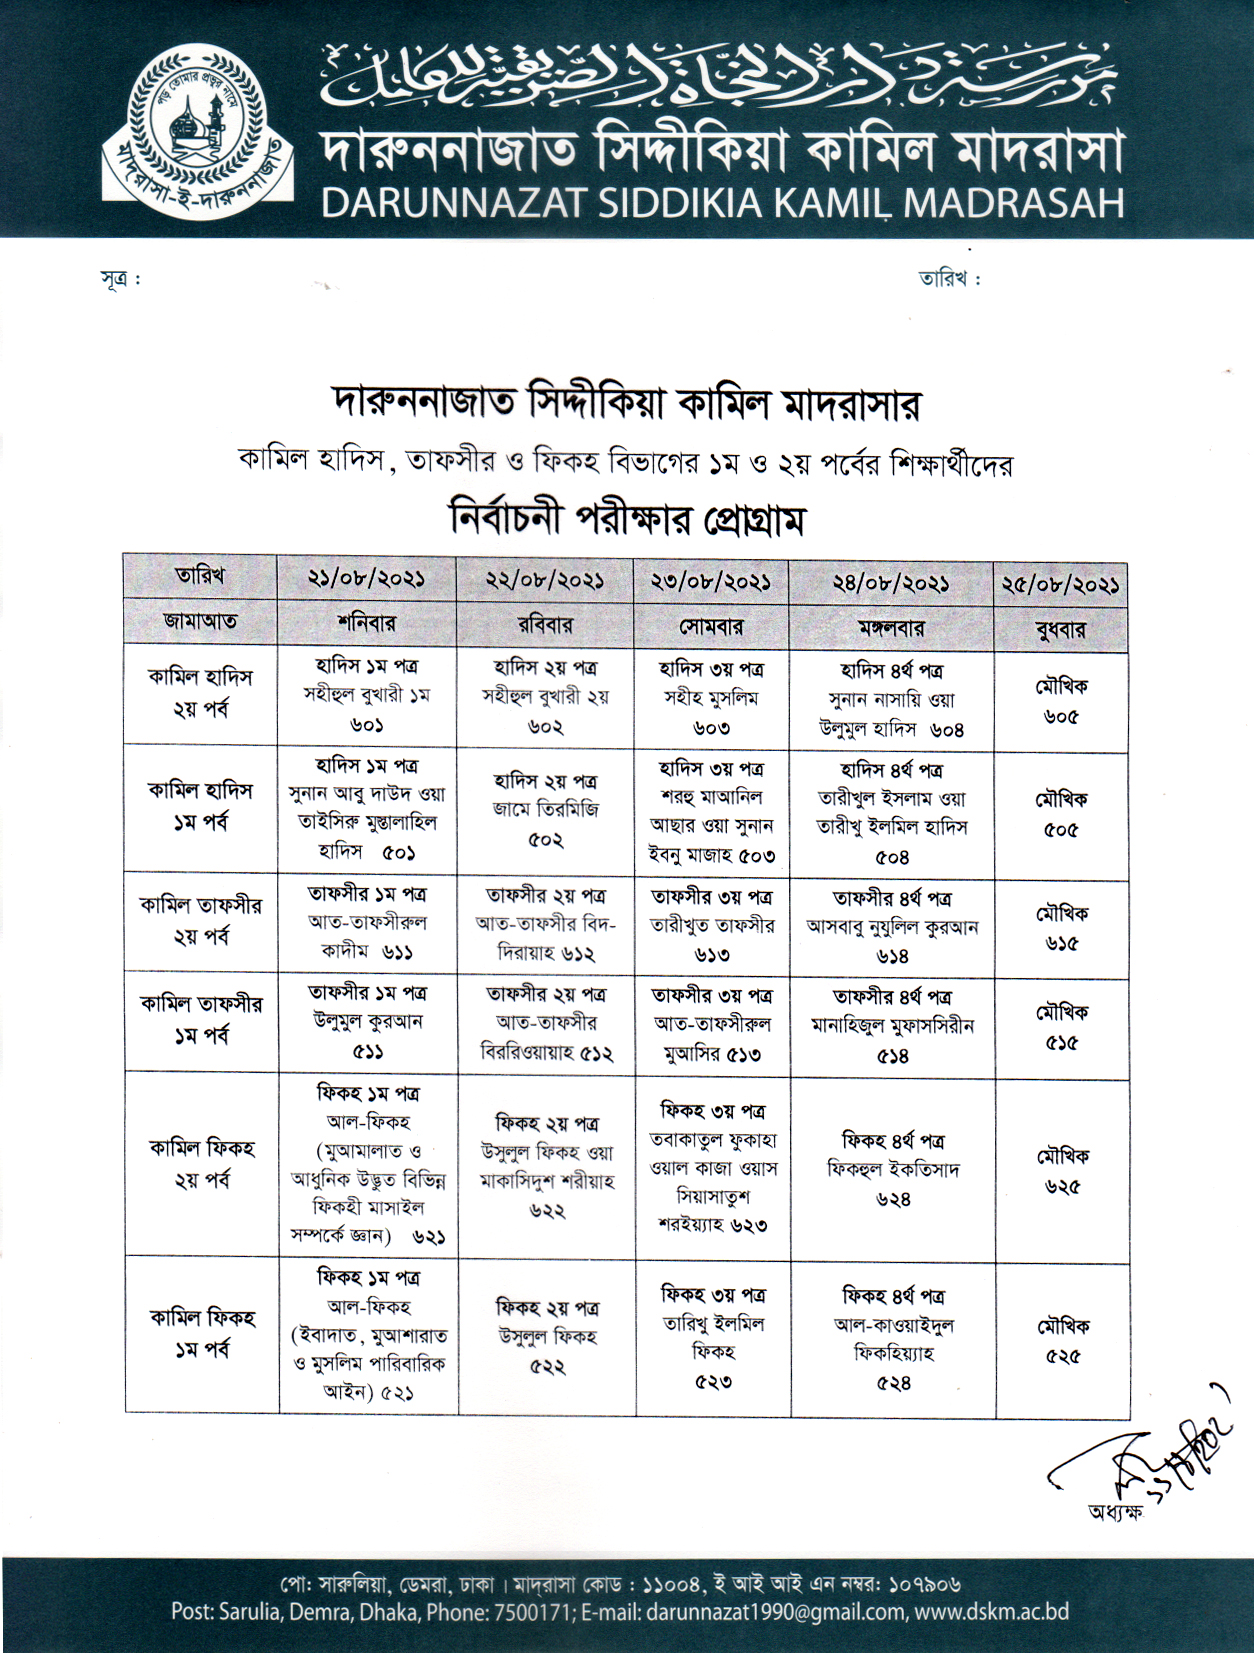 পড় তোমার প্রভুর নামে
মাদরাসা-ই-দারুননাজাত
দারুননাজাত সিদ্দীকিয়া কামিল মাদরাসা
DARUNNAZAT SIDDIKIA KAMIL MADRASAH
সূত্র :
তারিখ :
দারুননাজাত সিদ্দীকিয়া কামিল মাদরাসার
কামিল হাদিস, তাফসীর ও ফিকহ বিভাগের ১ম ও ২য় পর্বের শিক্ষার্থীদের
নির্বাচনী পরীক্ষার প্রোগ্রাম
তারিখ ২১/০৮/২০২১ ২২/০৮/২০২১ ২৩/০৮/২০২১ ২৪/০৮/২০২১ ২৫/০৮/২০২১
জামাআত শনিবার রবিবার সোমবার মঙ্গলবার বুধবার
কামিল হাদিস
২য় পর্ব
হাদিস ১ম পত্র
সহীহুল বুখারী ১ম
৬০১
হাদিস ২য় পত্র
সহীহুল বুখারী ২য়
৬০২
হাদিস ৩য় পত্র
সহীহ মুসলিম
৬০৩
হাদিস ৪র্থ পত্র
সুনান নাসায়ি ওয়া
উলুমুল হাদিস ৬০৪
মৌখিক
৬০৫
কামিল হাদিস
১ম পর্ব
হাদিস ১ম পত্র
সুনান আবু দাউদ ওয়া
তাইসিরু মুস্তালাহিল
হাদিস ৫০১
হাদিস ২য় পত্র
জামে তিরমিজি
৫০২
হাদিস ৩য় পত্র
শরহু মাআনিল
আছার ওয়া সুনান
ইবনু মাজাহ ৫০৩
হাদিস ৪র্থ পত্র
তারীখুল ইসলাম ওয়া
তারীখু ইলমিল হাদিস
৫০৪
মৌখিক
৫০৫
কামিল তাফসীর
২য় পর্ব
তাফসীর ১ম পত্র
আত-তাফসীরুল
কাদীম ৬১১
তাফসীর ২য় পত্র
আত-তাফসীর বিদ-
দিরায়াহ ৬১২
তাফসীর ৩য় পত্র
তারীখুত তাফসীর
৬১৩
তাফসীর ৪র্থ পত্র
আসবাবু নুযুলিল কুরআন
৬১৪
মৌখিক
৬১৫
কামিল তাফসীর
১ম পর্ব
তাফসীর ১ম পত্র
উলুমুল কুরআন
৫১১
তাফসীর ২য় পত্র
আত-তাফসীর
বিররিওয়ায়াহ ৫১২
তাফসীর ৩য় পত্র
আত-তাফসীরুল
মুআসির ৫১৩
তাফসীর ৪র্থ পত্র
মানাহিজুল মুফাসসিরীন
৫১৪
মৌখিক
৫১৫
কামিল ফিকহ
২য় পর্ব
ফিকহ ১ম পত্র
আল-ফিকহ
(মুআমালাত ও
আধুনিক উদ্ভুত বিভিন্ন
ফিকহী মাসাইল
সম্পর্কে জ্ঞান) ৬২১
ফিকহ ২য় পত্র
উসুলুল ফিকহ ওয়া
মাকাসিদুশ শরীয়াহ
৬২২
ফিকহ ৩য় পত্র
তবাকাতুল ফুকাহা
ওয়াল কাজা ওয়াস
সিয়াসাতুশ
শরইয়্যাহ ৬২৩
ফিকহ ৪র্থ পত্র
ফিকহুল ইকতিসাদ
৬২৪
মৌখিক
৬২৫
কামিল ফিকহ
১ম পর্ব
ফিকহ ১ম পত্র
আল-ফিকহ
(ইবাদাত, মুআশারাত
ও মুসলিম পারিবারিক
আইন) ৫২১
ফিকহ ২য় পত্র
উসুলুল ফিকহ
৫২২
ফিকহ ৩য় পত্র
তারিখু ইলমিল
ফিকহ
৫২৩
ফিকহ ৪র্থ পত্র
আল-কাওয়াইদুল
ফিকহিয়্যাহ
৫২৪
মৌখিক
৫২৫
অধ্যক্ষ
পো: সারুলিয়া, ডেমরা, ঢাকা। মাদ্‌রাসা কোড : ১১০০৪, ই আই আই এন নম্বর: ১০৭৯০৬
Post: Sarulia, Demra, Dhaka, Phone: 7500171; E-mail: darunnazat1990@gmail.com, www.dskm.ac.bd